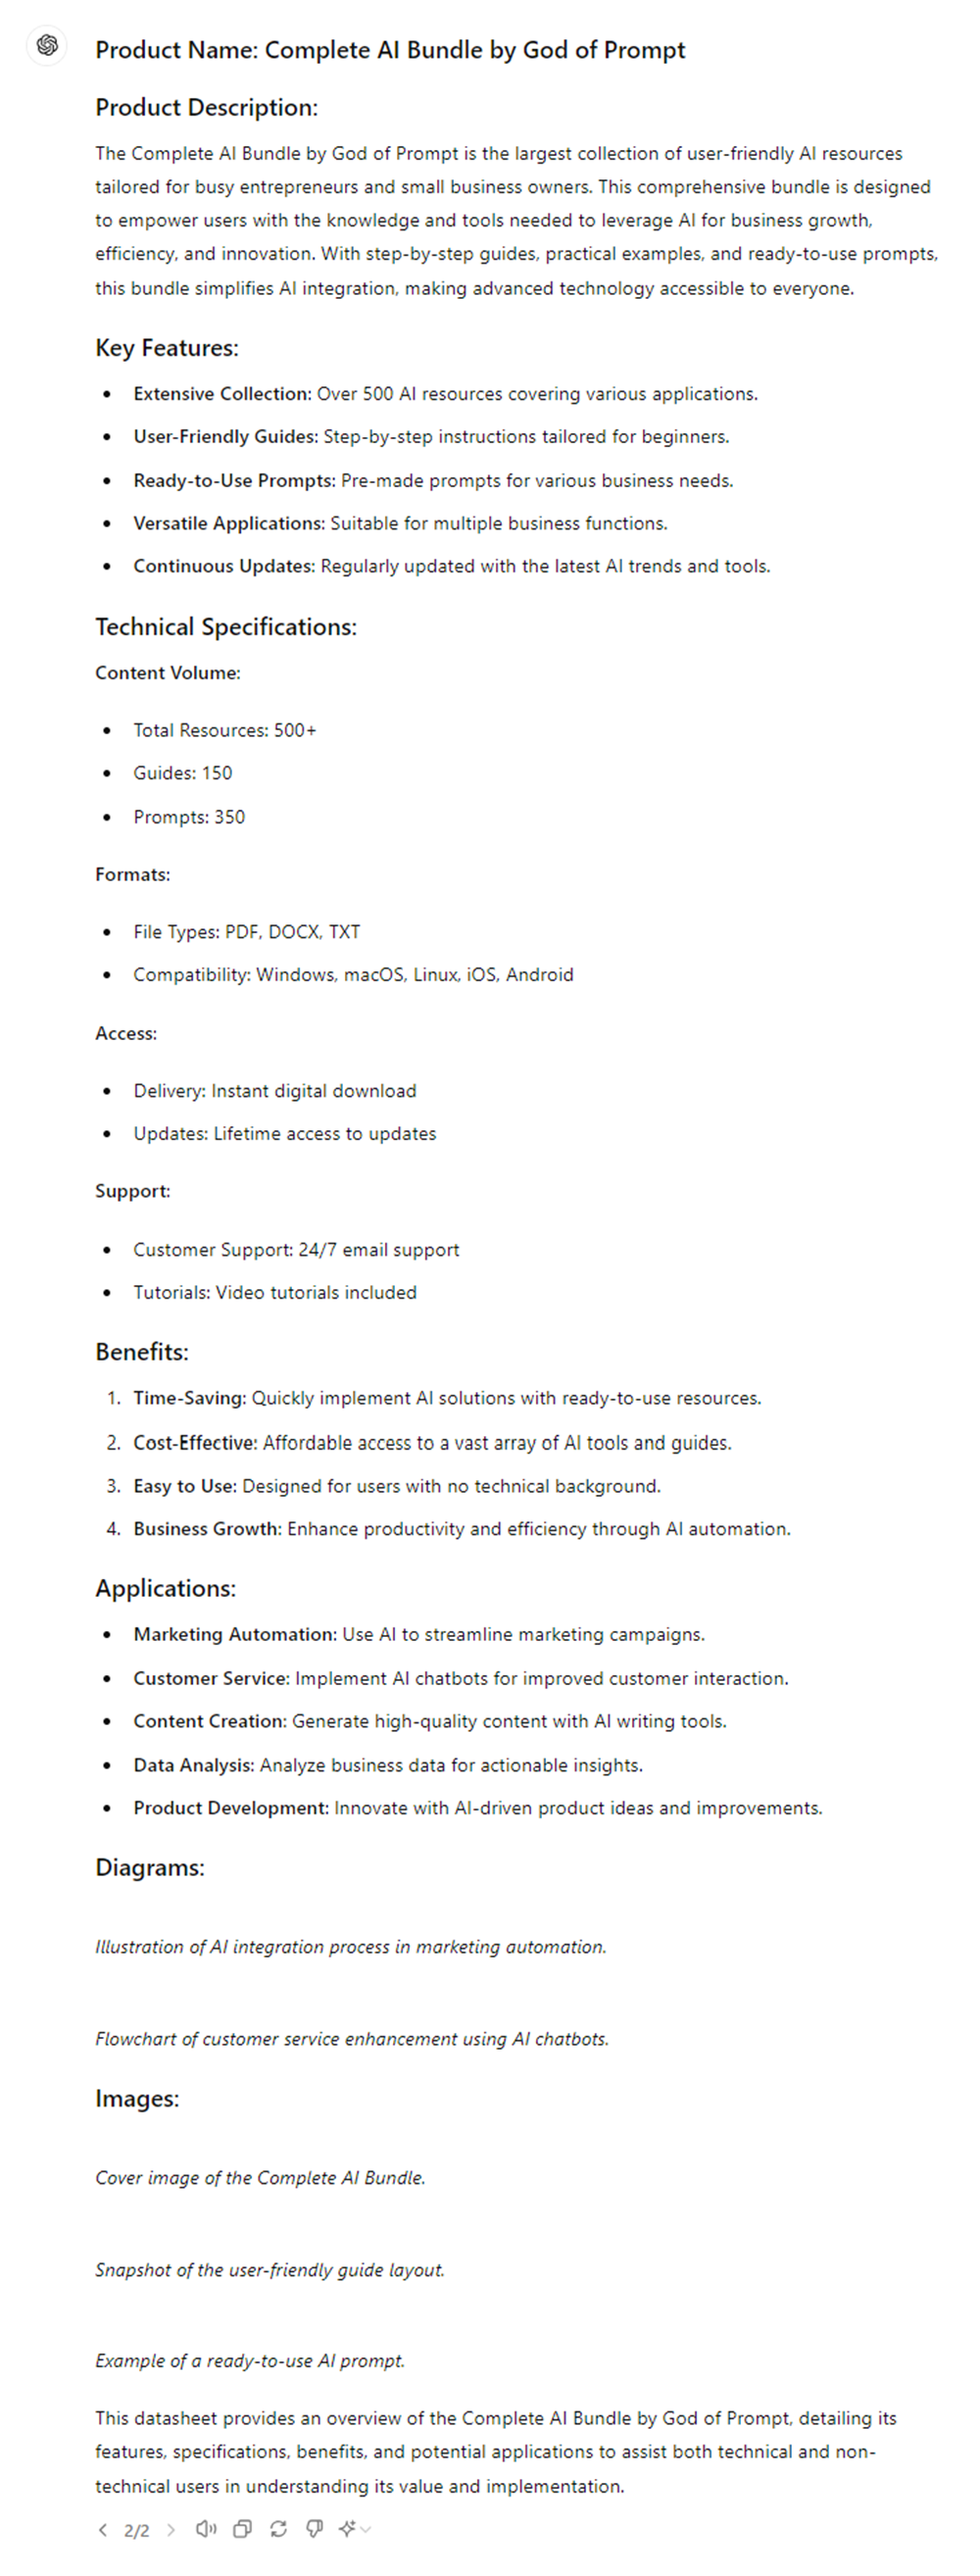 Product Name: Complete AI Bundle by God of Prompt
Product Description:
The Complete AI Bundle by God of Prompt is the largest collection of user-friendly AI resources
tailored for busy entrepreneurs and small business owners. This comprehensive bundle is designed
to empower users with the knowledge and tools needed to leverage AI for business growth,
efficiency, and innovation. With step-by-step guides, practical examples, and ready-to-use prompts,
this bundle simplifies AI integration, making advanced technology accessible to everyone.
Key Features:
• Extensive Collection: Over 500 AI resources covering various applications.
• User-Friendly Guides: Step-by-step instructions tailored for beginners.
• Ready-to-Use Prompts: Pre-made prompts for various business needs.
• Versatile Applications: Suitable for multiple business functions.
• Continuous Updates: Regularly updated with the latest AI trends and tools.
Technical Specifications:
Content Volume:
• Total Resources: 500+
• Guides: 150
• Prompts: 350
Formats:
• File Types: PDF, DOCX, TXT
• Compatibility: Windows, macOS, Linux, iOS, Android
Access:
• Delivery: Instant digital download
• Updates: Lifetime access to updates
Support:
• Customer Support: 24/7 email support
• Tutorials: Video tutorials included
Benefits:
1. Time-Saving: Quickly implement AI solutions with ready-to-use resources.
2. Cost-Effective: Affordable access to a vast array of AI tools and guides.
3. Easy to Use: Designed for users with no technical background.
4. Business Growth: Enhance productivity and efficiency through AI automation.
Applications:
• Marketing Automation: Use AI to streamline marketing campaigns.
• Customer Service: Implement AI chatbots for improved customer interaction.
• Content Creation: Generate high-quality content with AI writing tools.
• Data Analysis: Analyze business data for actionable insights.
• Product Development: Innovate with AI-driven product ideas and improvements.
Diagrams:
Illustration of AI integration process in marketing automation.
Flowchart of customer service enhancement using AI chatbots.
Images:
Cover image of the Complete AI Bundle.
Snapshot of the user-friendly guide layout.
Example of a ready-to-use AI prompt.
This datasheet provides an overview of the Complete AI Bundle by God of Prompt, detailing its
features, specifications, benefits, and potential applications to assist both technical and non-
technical users in understanding its value and implementation.
2/2